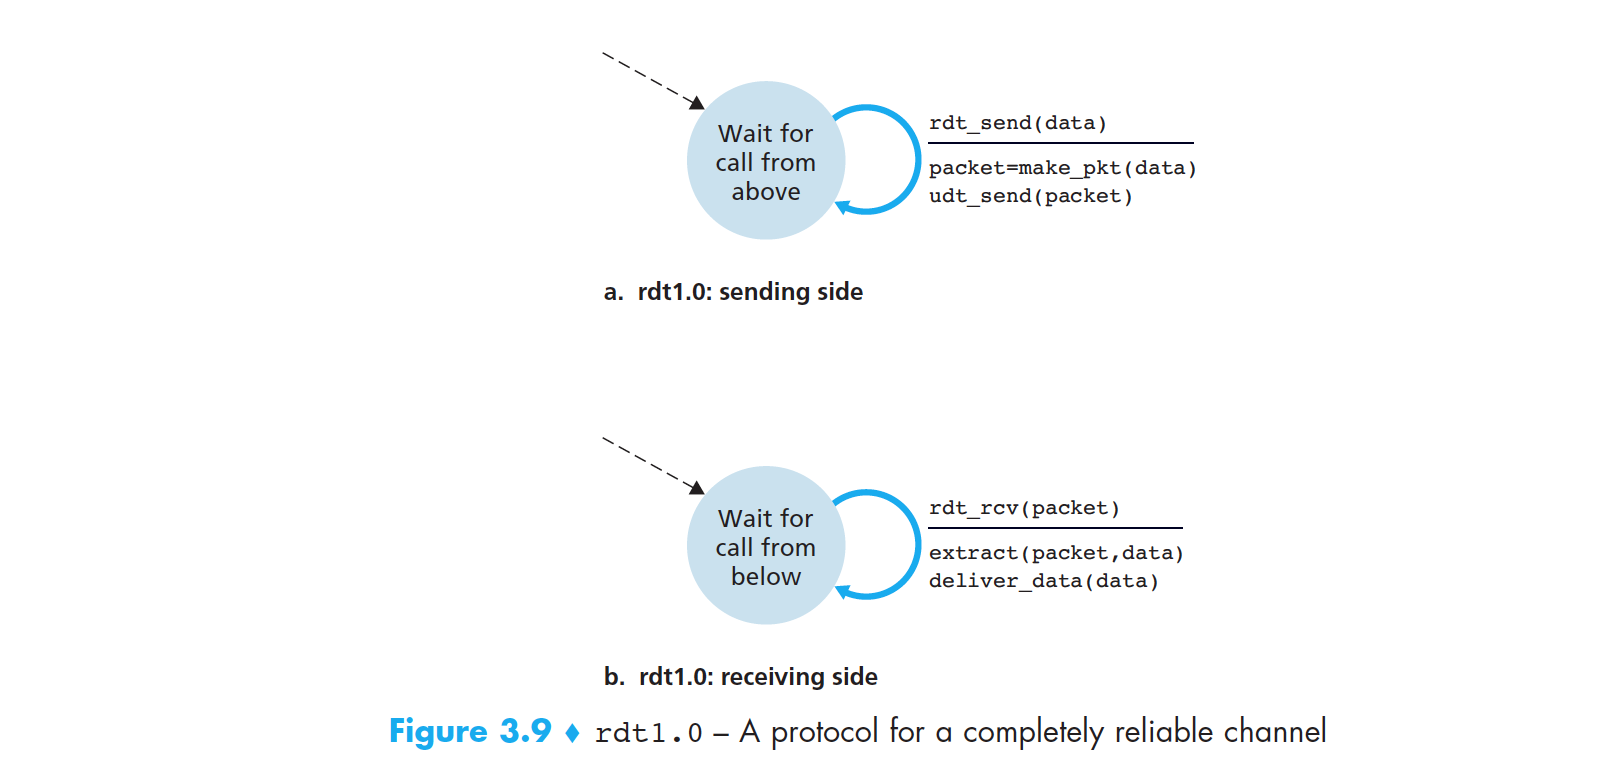 Wait for
call from
above
rdt_send(data)
packet=make_pkt(data)
udt_send(packet)
a. rdt1.0: sending side
Wait for
call from
below
rdt_rcv(packet)
extract(packet,data)
deliver_data(data)
b. rdt1.0: receiving side
Figure 3.9 ♦ rdt1.0 – A protocol for a completely reliable channel